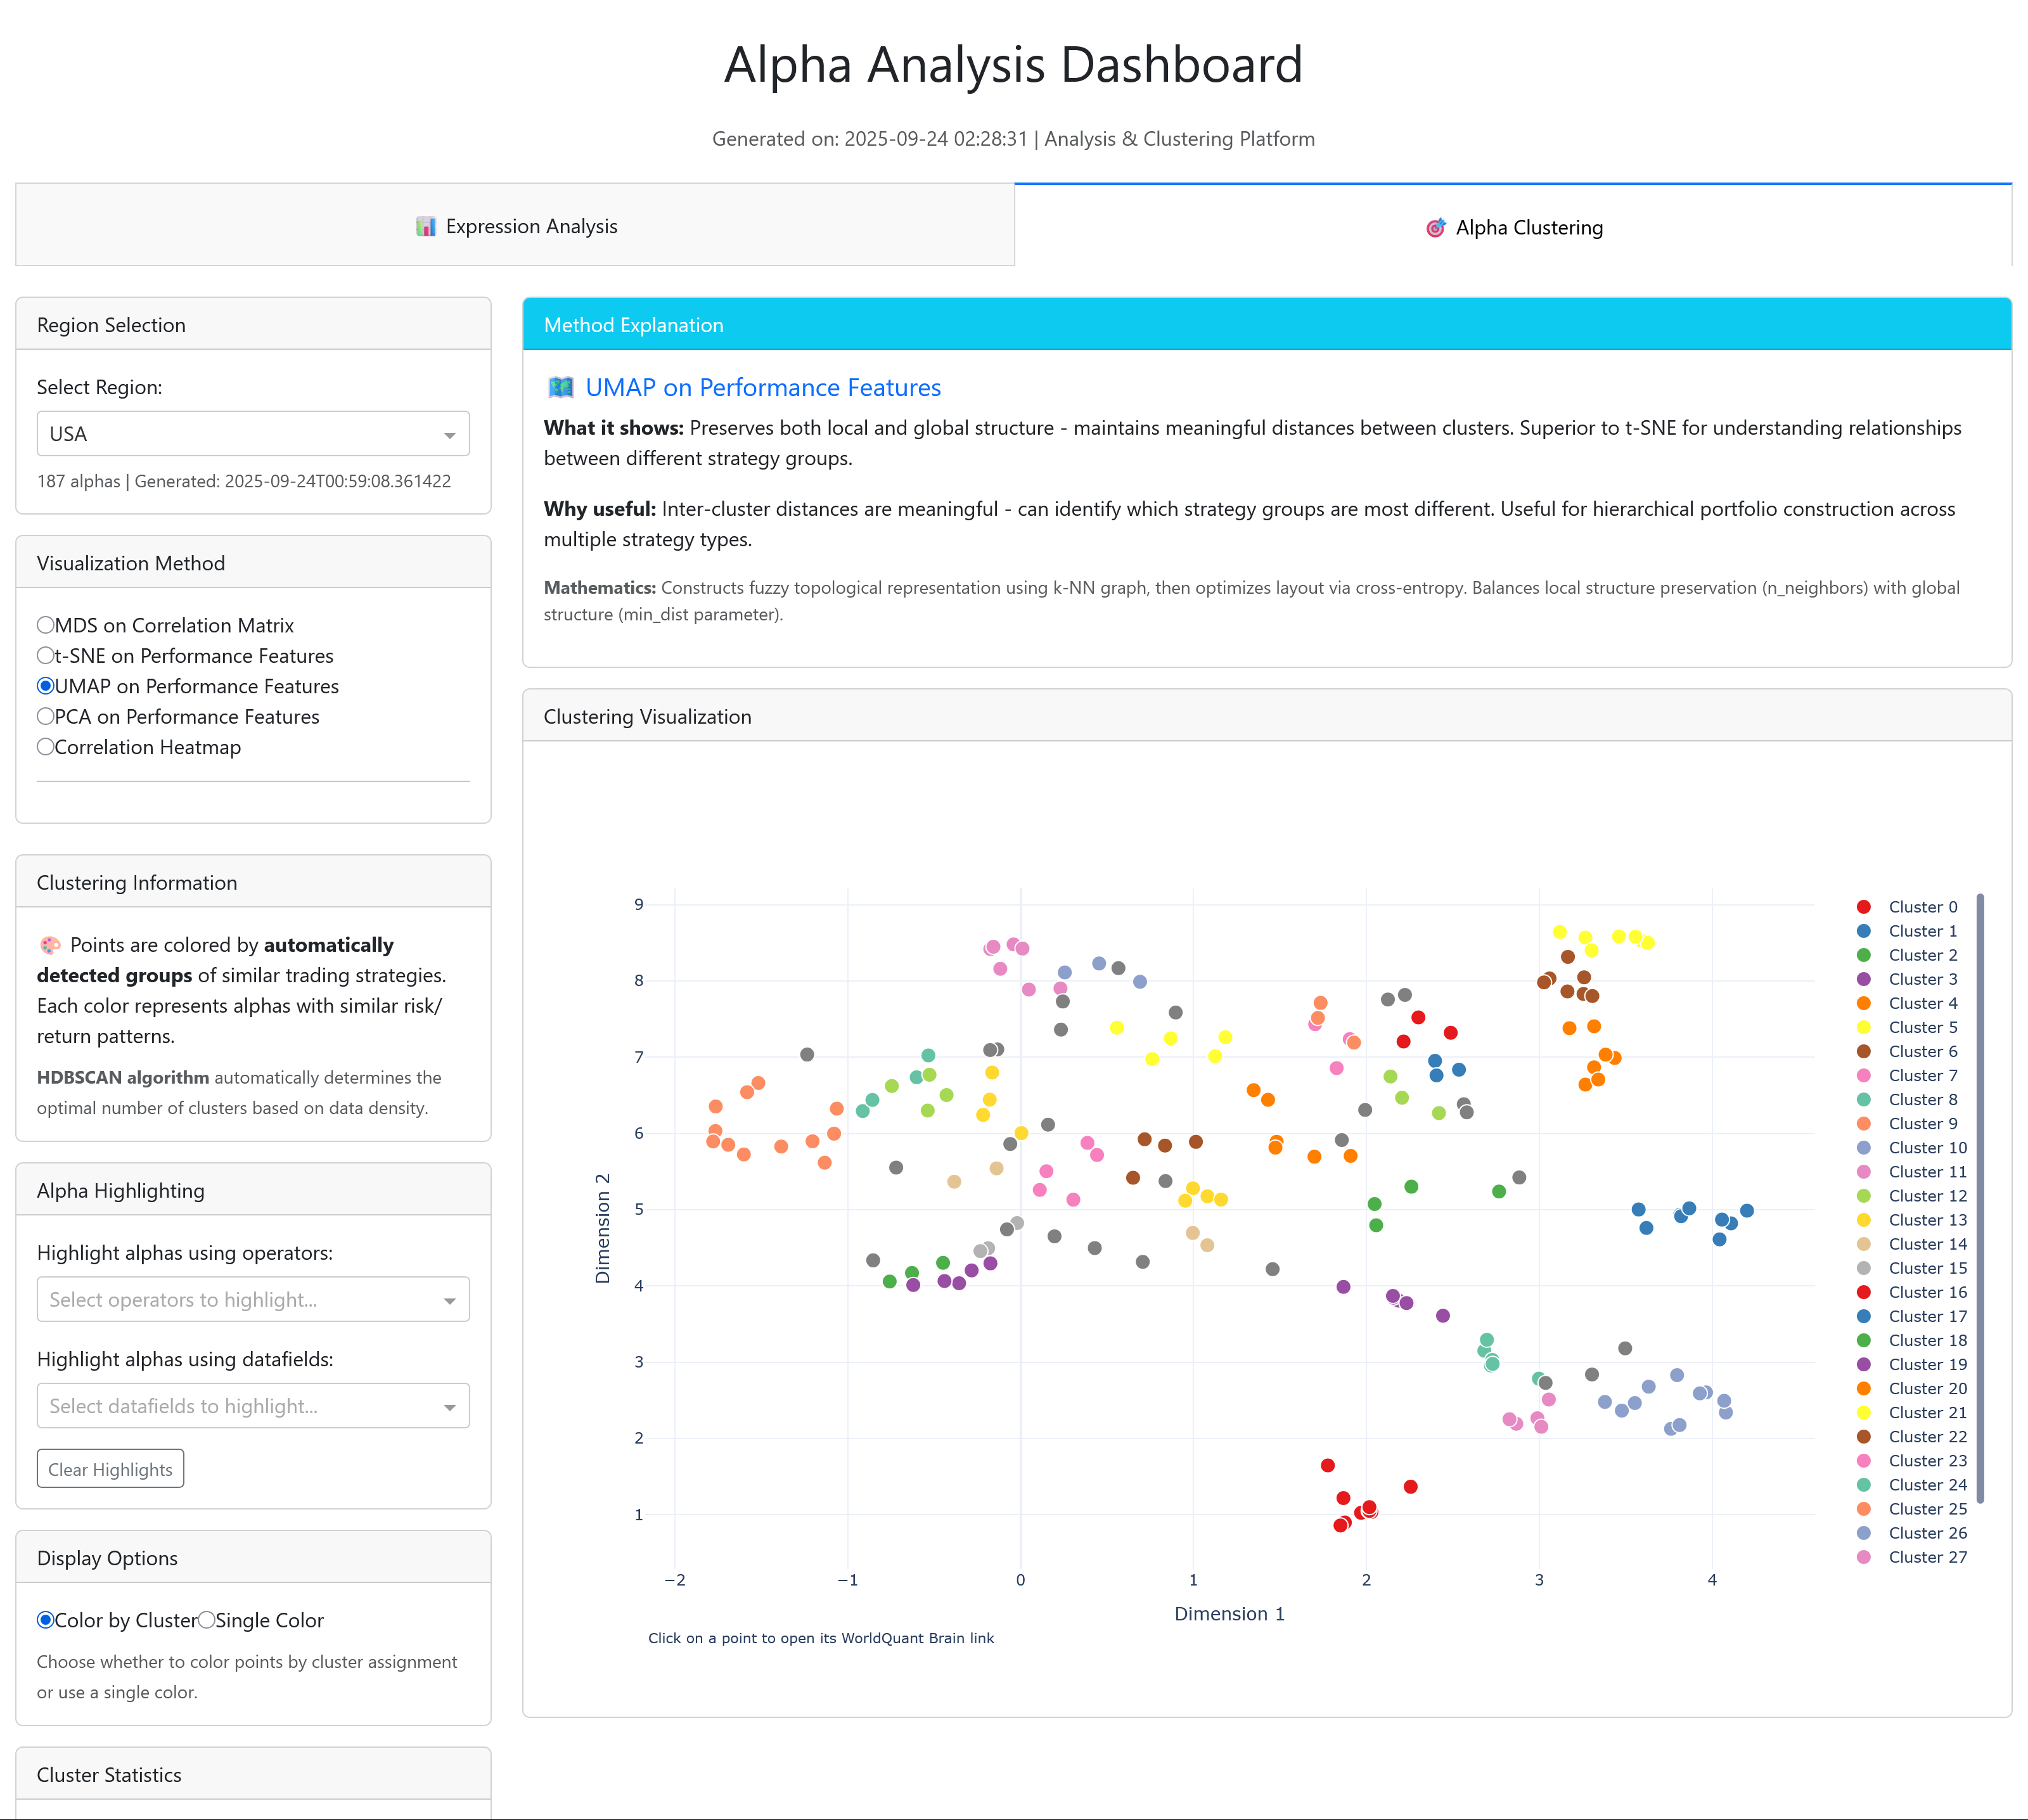 Alpha Analysis Dashboard
Generated on: 2025-09-24 02:28:31 | Analysis & Clustering Platform
Expression Analysis
Alpha Clustering
Region Selection
Select Region:
USA
187 alphas | Generated: 2025-09-24T00:59:08.361422
Visualization Method
MDS on Correlation Matrix
t-SNE on Performance Features
UMAP on Performance Features
PCA on Performance Features
Correlation Heatmap
Clustering Information
Points are colored by automatically
detected groups of similar trading strategies.
Each color represents alphas with similar risk/
return patterns.
HDBSCAN algorithm automatically determines the
optimal number of clusters based on data density.
Alpha Highlighting
Highlight alphas using operators:
Select operators to highlight...
Highlight alphas using datafields:
Select datafields to highlight...
Clear Highlights
Display Options
Color by Cluster Single Color
Choose whether to color points by cluster assignment
or use a single color.
Cluster Statistics
Method Explanation
UMAP on Performance Features
What it shows: Preserves both local and global structure - maintains meaningful distances between clusters. Superior to t-SNE for understanding relationships
between different strategy groups.
Why useful: Inter-cluster distances are meaningful - can identify which strategy groups are most different. Useful for hierarchical portfolio construction across
multiple strategy types.
Mathematics: Constructs fuzzy topological representation using k-NN graph, then optimizes layout via cross-entropy. Balances local structure preservation (n_neighbors) with global
structure (min_dist parameter).
Clustering Visualization
9
8
7
6
5
4
3
2
1
Dimension 2
−2
−1
0
1
2
3
4
Dimension 1
Click on a point to open its WorldQuant Brain link
Cluster 0
Cluster 1
Cluster 2
Cluster 3
Cluster 4
Cluster 5
Cluster 6
Cluster 7
Cluster 8
Cluster 9
Cluster 10
Cluster 11
Cluster 12
Cluster 13
Cluster 14
Cluster 15
Cluster 16
Cluster 17
Cluster 18
Cluster 19
Cluster 20
Cluster 21
Cluster 22
Cluster 23
Cluster 24
Cluster 25
Cluster 26
Cluster 27